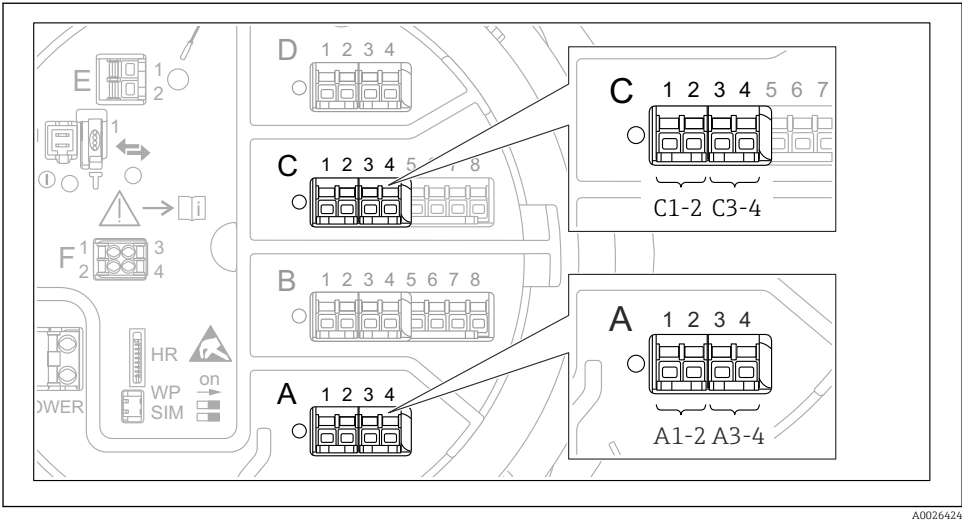 D 1 2 3 4
E 1
2
1
C 1 2 3 4 5 6 7 8
i
F 1 2 3 4
B 1 2 3 4 5 6 7 8
HR
WP
SIM
on
OWER
A 1 2 3 4
C 1 2 3 4 5 6 7
C1-2 C3-4
A 1 2 3 4
A1-2 A3-4
A0026424